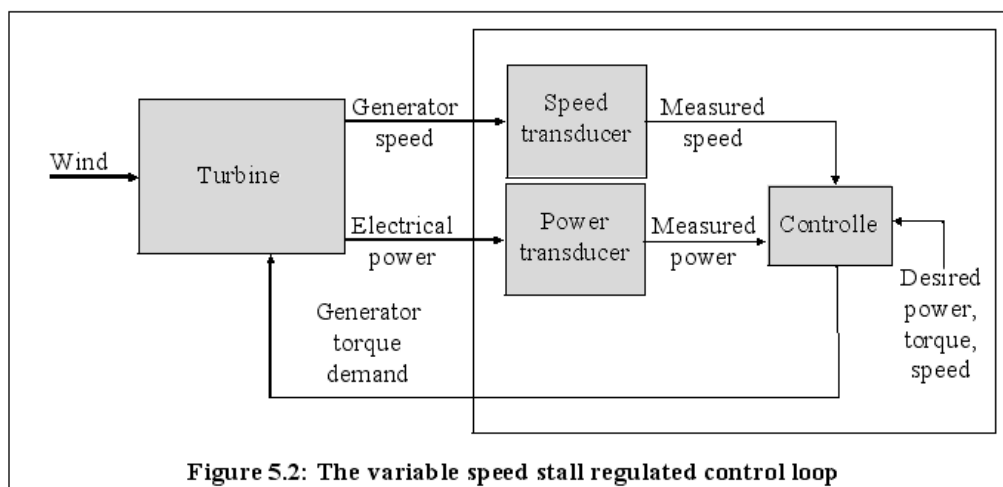 Wind
Turbine
Generator
speed
Speed
transducer
Measured
speed
Electrical
power
Power
transducer
Measured
power
Controlle
Desired
power,
torque,
speed
Generator
torque
demand
Figure 5.2: The variable speed stall regulated control loop